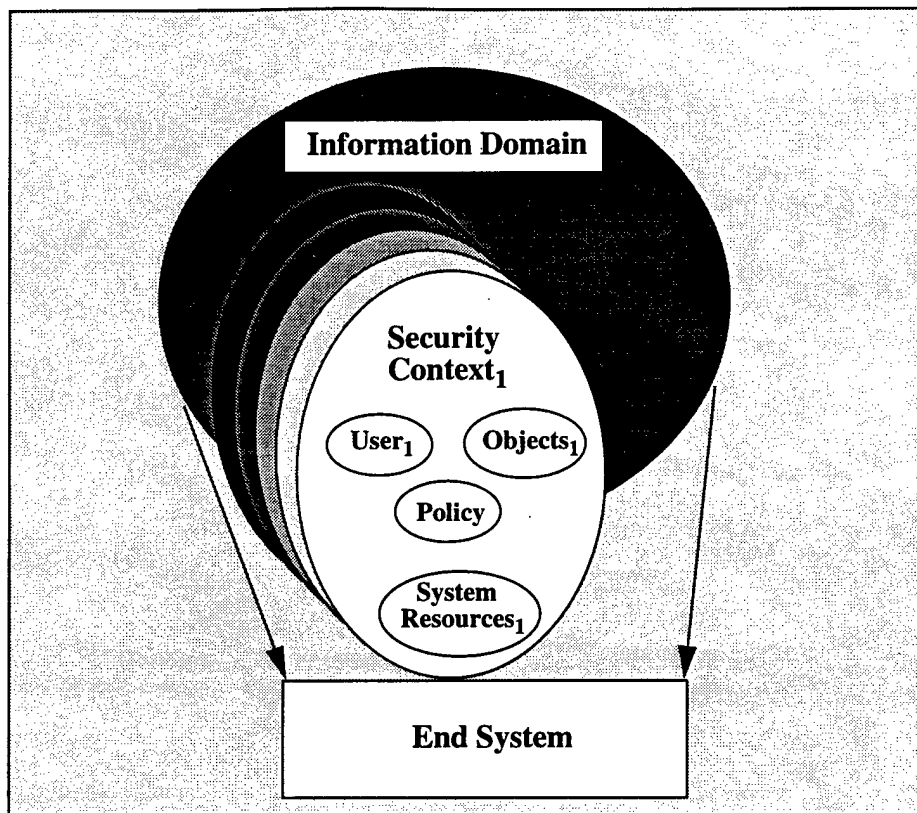 Information Domain
Security
Context₁
User₁
Objects₁
Policy
System
Resources₁
End System